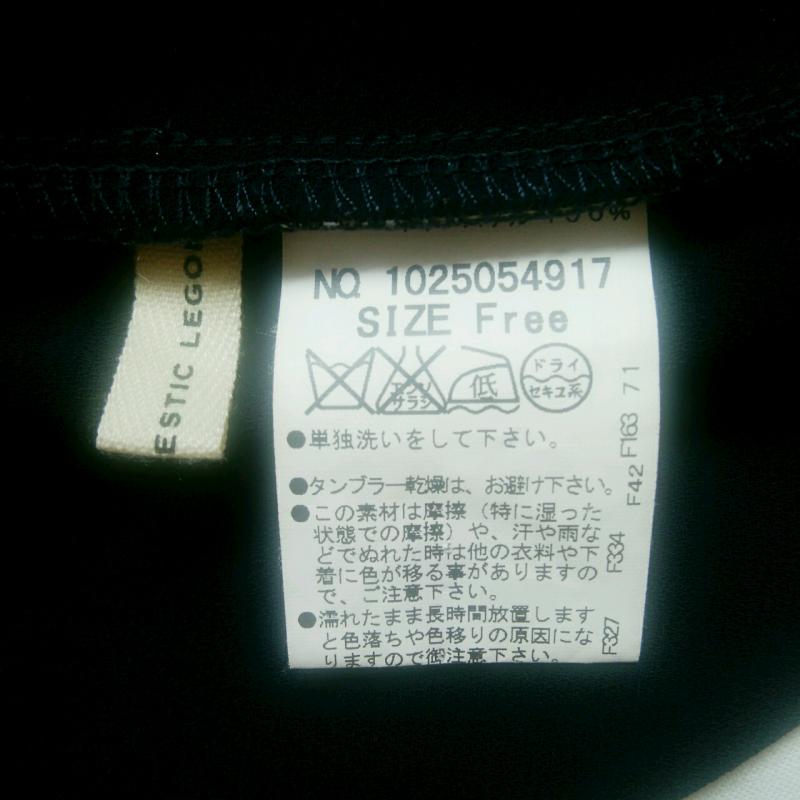 ESTIC LEGO
100%
NO. 1025054917
SIZE Free
エンソ
サラシ
低
ドライ
セキユ系
●単独洗いをして下さい。
●タンブラー乾燥は、お避け下さい。
●この素材は摩擦（特に湿った
状態での摩擦）や、汗や雨な
どでぬれた時は他の衣料や下
着に色が移る事がありますの
で、ご注意下さい。
●濡れたまま長時間放置します
と色落ちや色移りの原因にな
りますので御注意下さい。
F327 F334 F42 F163 71